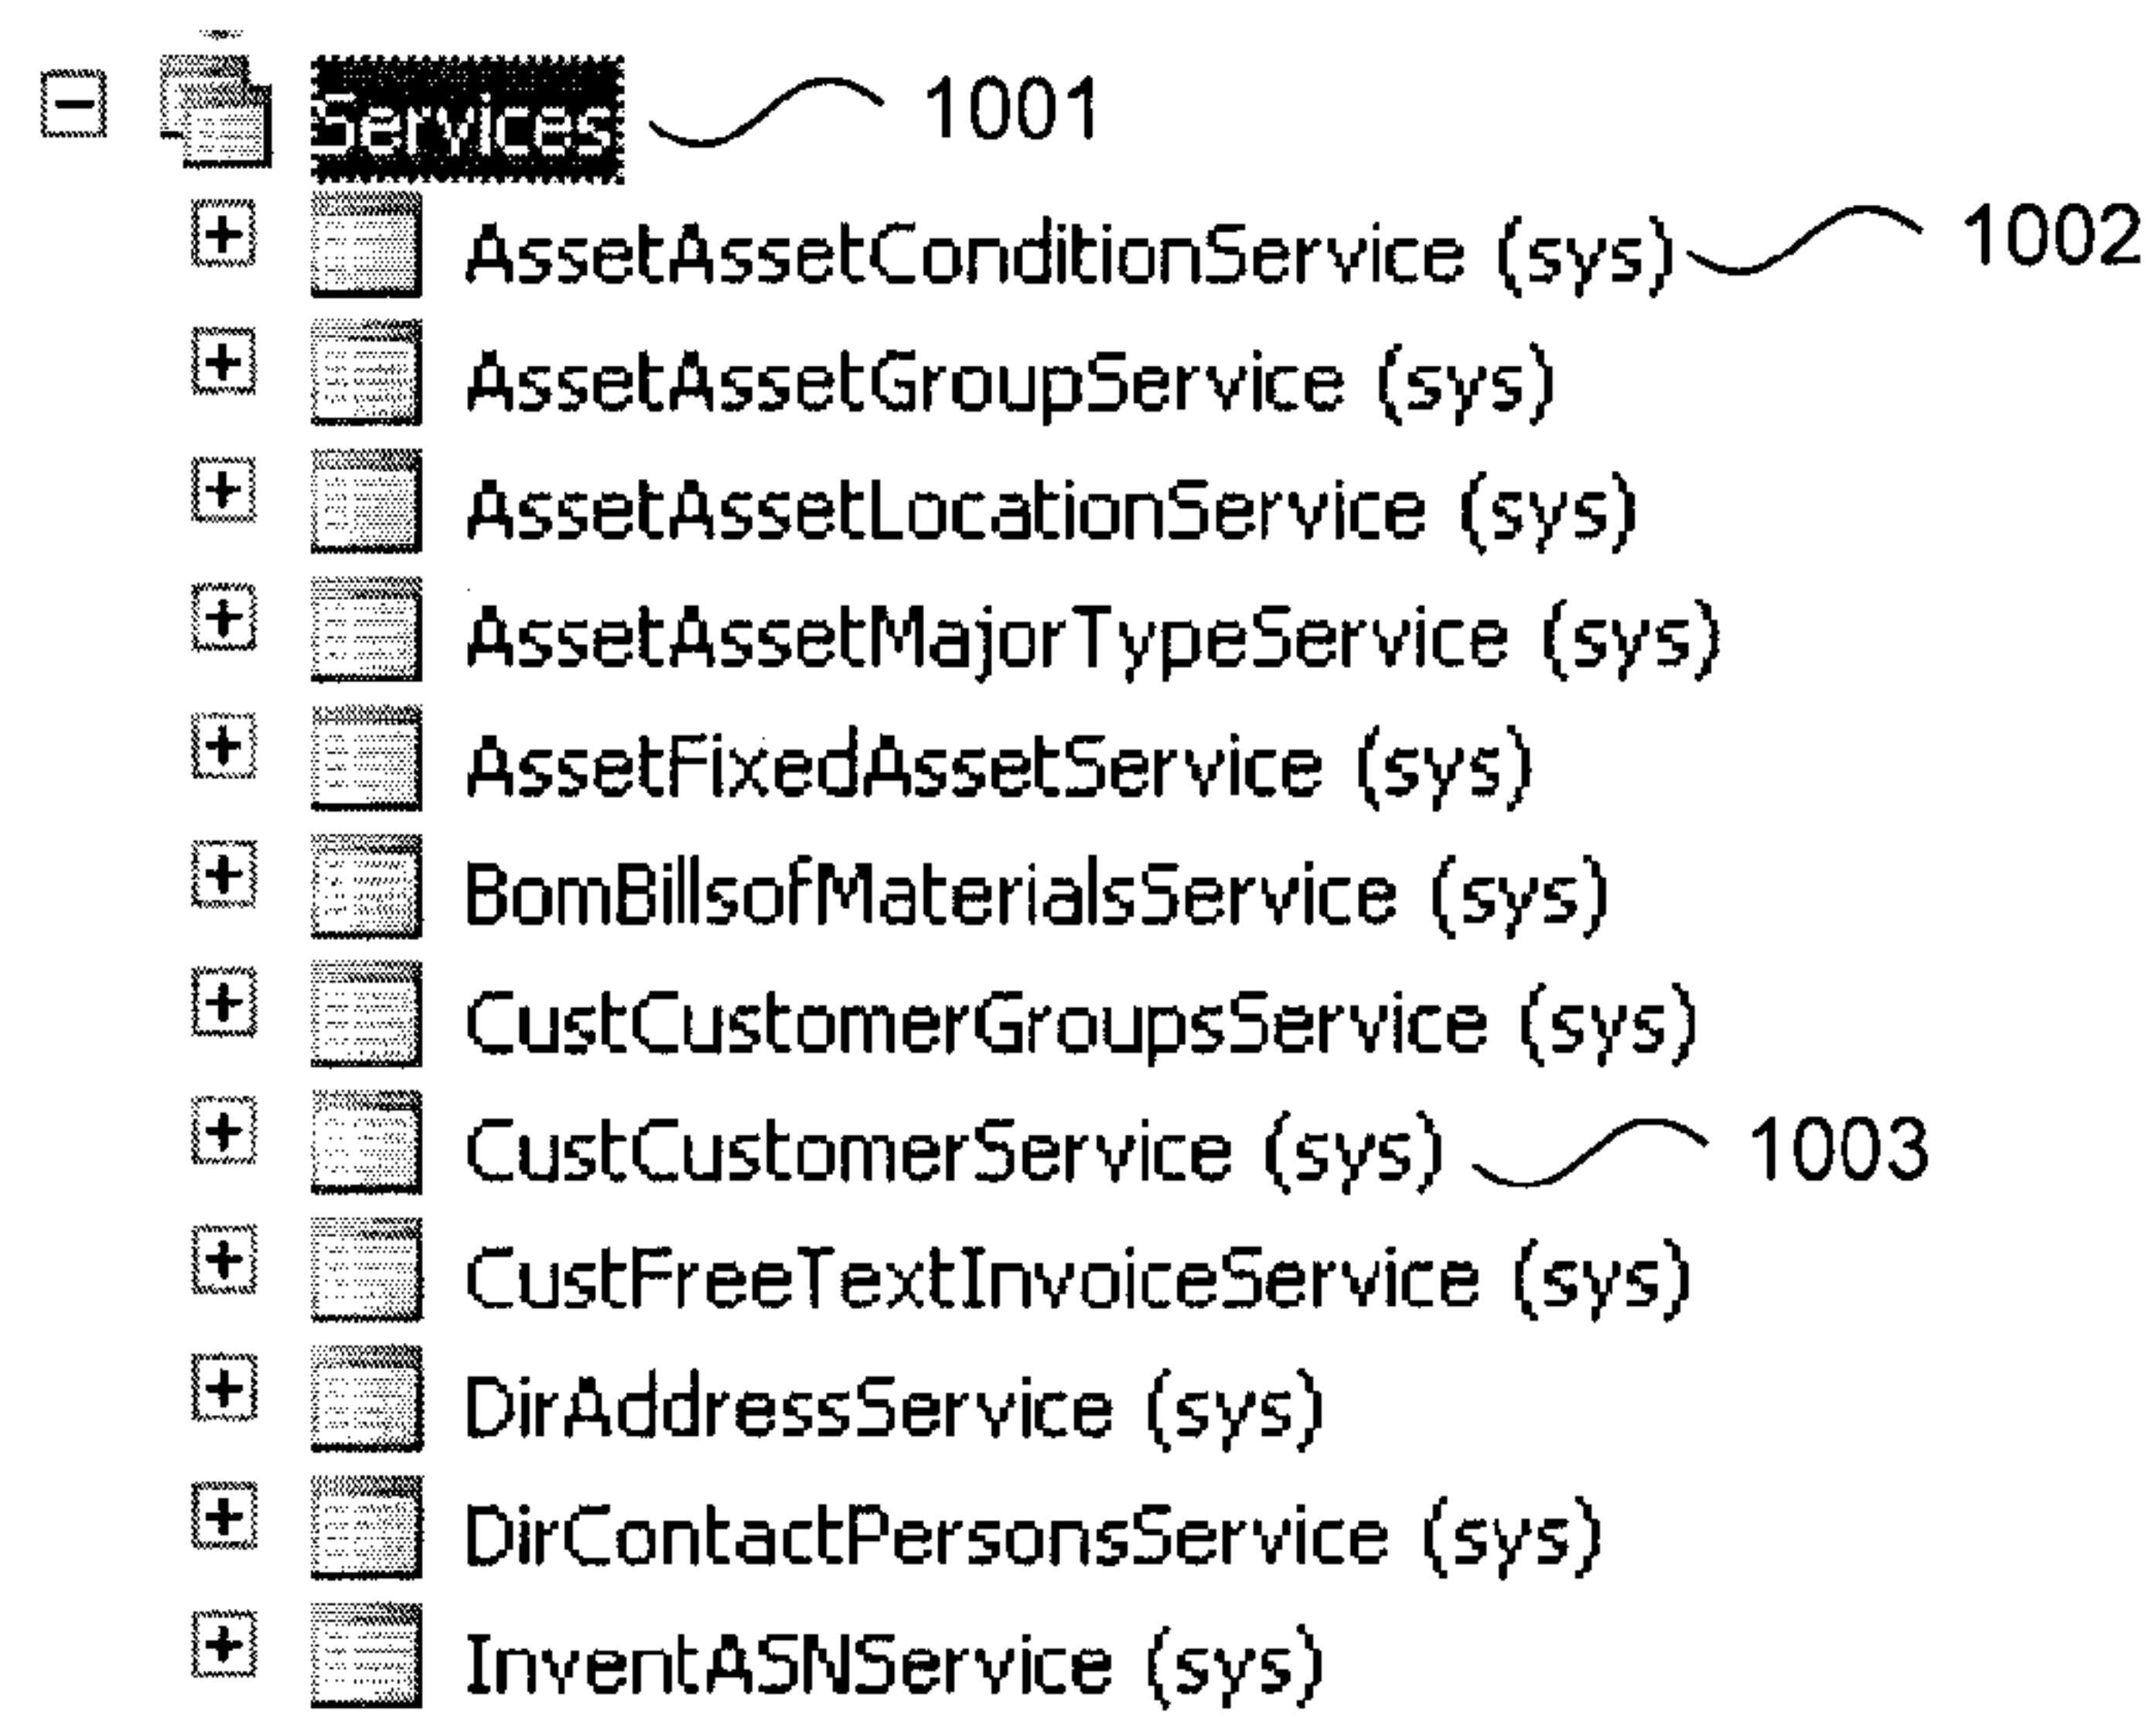 Services 1001
AssetAssetConditionService (sys) 1002
AssetAssetGroupService (sys)
AssetAssetLocationService (sys)
AssetAssetMajorTypeService (sys)
AssetFixedAssetService (sys)
BomBillsofMaterialsService (sys)
CustCustomerGroupsService (sys)
CustCustomerService (sys) 1003
CustFreeTextInvoiceService (sys)
DirAddressService (sys)
DirContactPersonsService (sys)
InventASNService (sys)